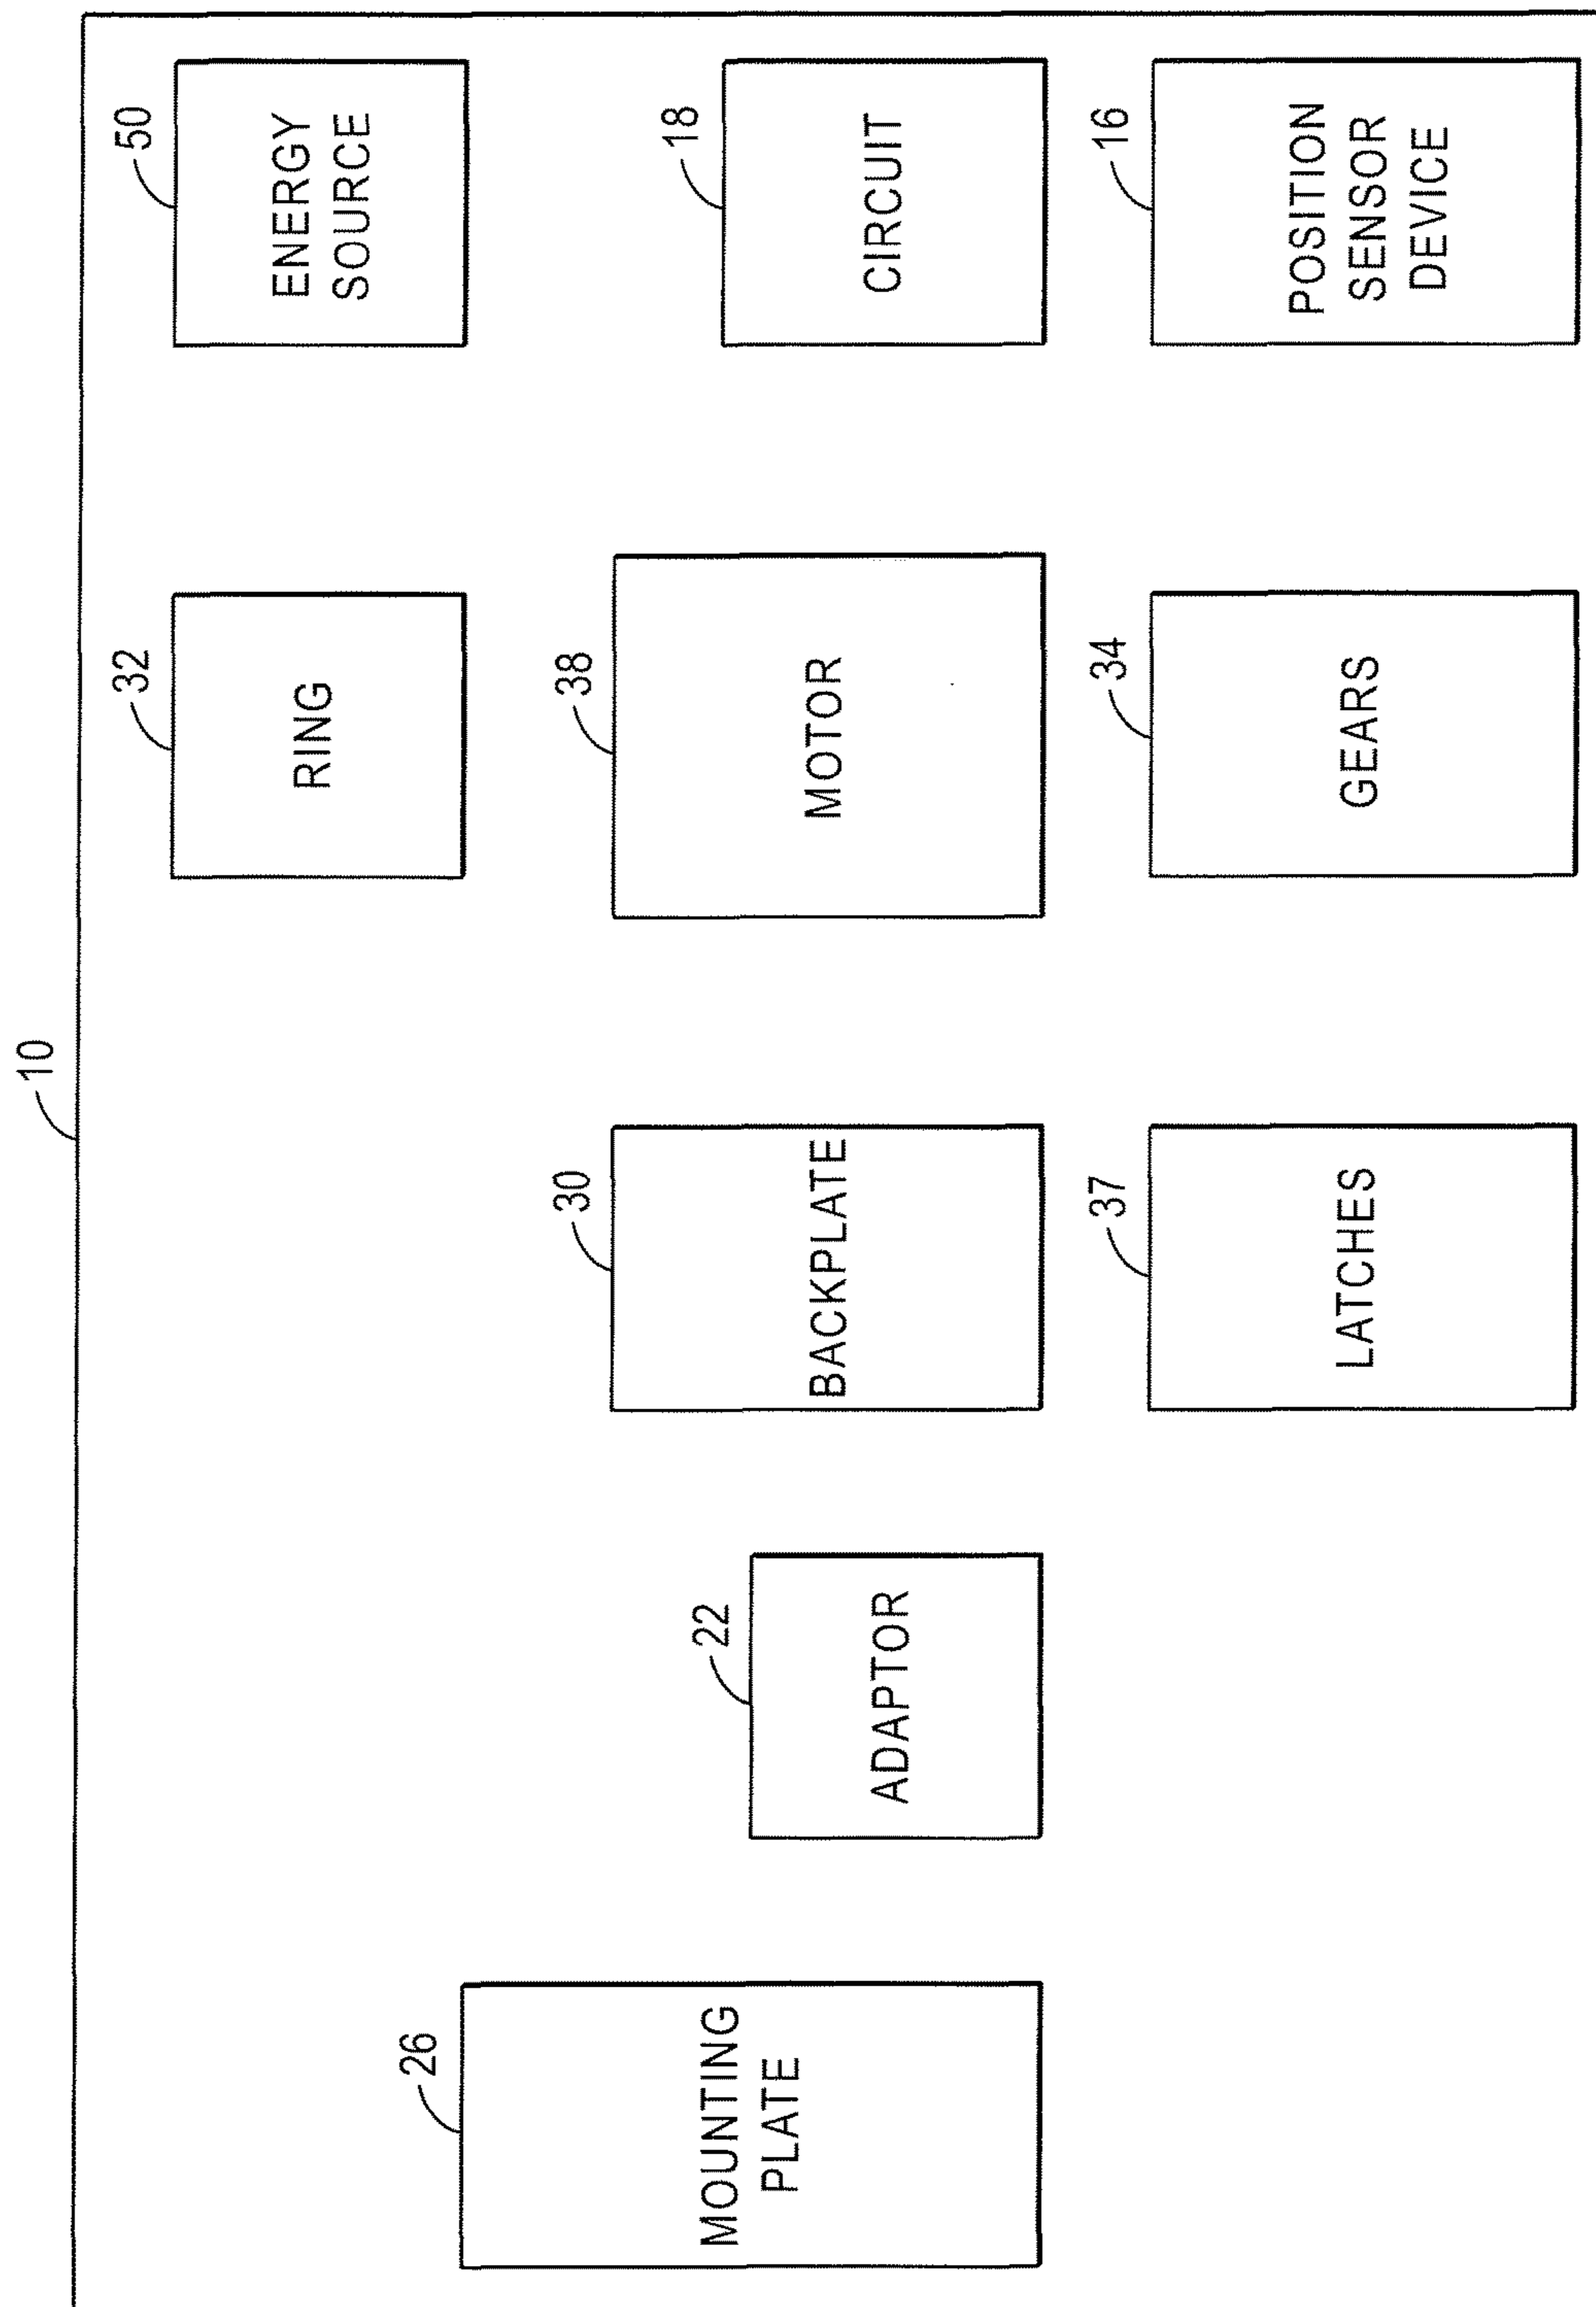 10
26
MOUNTING
PLATE
22
ADAPTOR
30
BACKPLATE
37
LATCHES
32
RING
38
MOTOR
34
GEARS
50
ENERGY
SOURCE
18
CIRCUIT
16
POSITION
SENSOR
DEVICE